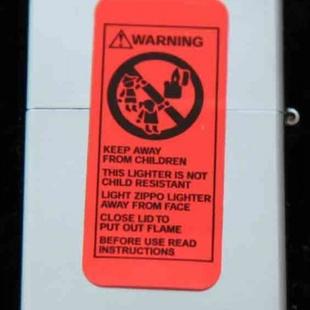 WARNING
KEEP AWAY
FROM CHILDREN
THIS LIGHTER IS NOT
CHILD RESISTANT
LIGHT ZIPPO LIGHTER
AWAY FROM FACE
CLOSE LID TO
PUT OUT FLAME
BEFORE USE READ
INSTRUCTIONS